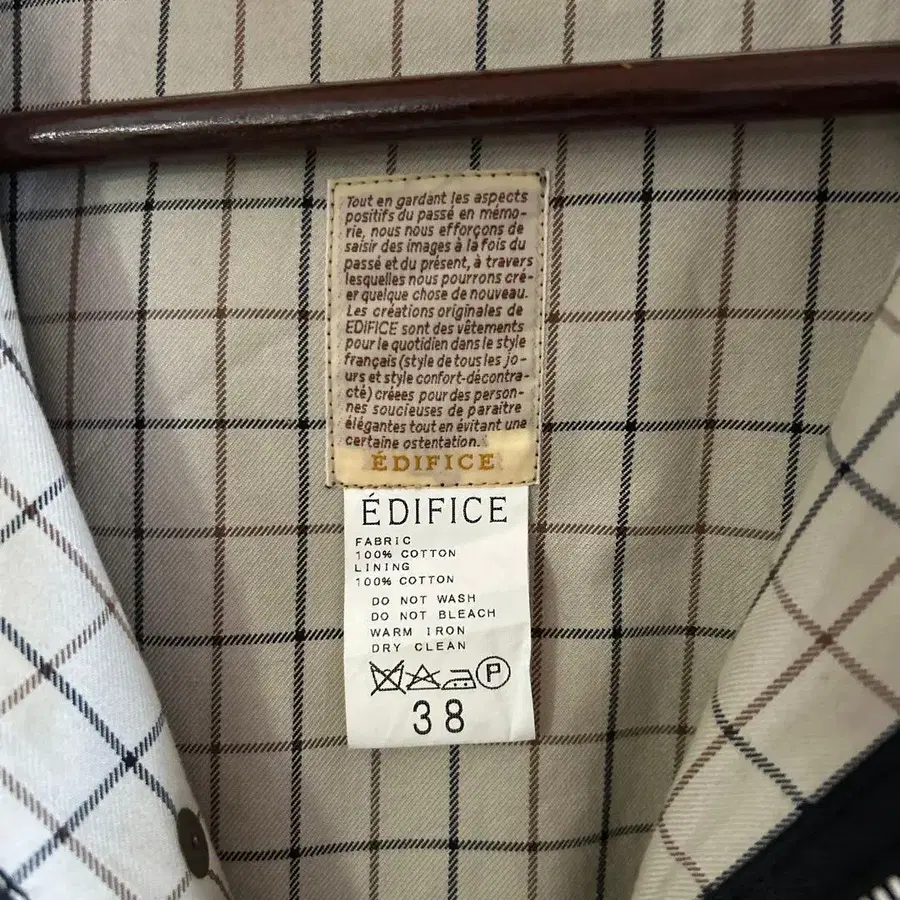 Tout en gardant les aspects
positifs du passé en mémo-
rie, nous nous efforçons de
saisir des images à la fois du
passé et du présent, à travers
lesquelles nous pourrons cré-
er quelque chose de nouveau.
Les créations originales de
EDIFICE sont des vêtements
pour le quotidien dans le style
français (style de tous les jo-
urs et style confort-décontra-
cté) créées pour des person-
nes soucieuses de paraître
élégantes tout en évitant une
certaine ostentation.
ÉDIFICE
ÉDIFICE
FABRIC
100% COTTON
LINING
100% COTTON
DO NOT WASH
DO NOT BLEACH
WARM IRON
DRY CLEAN
P
38